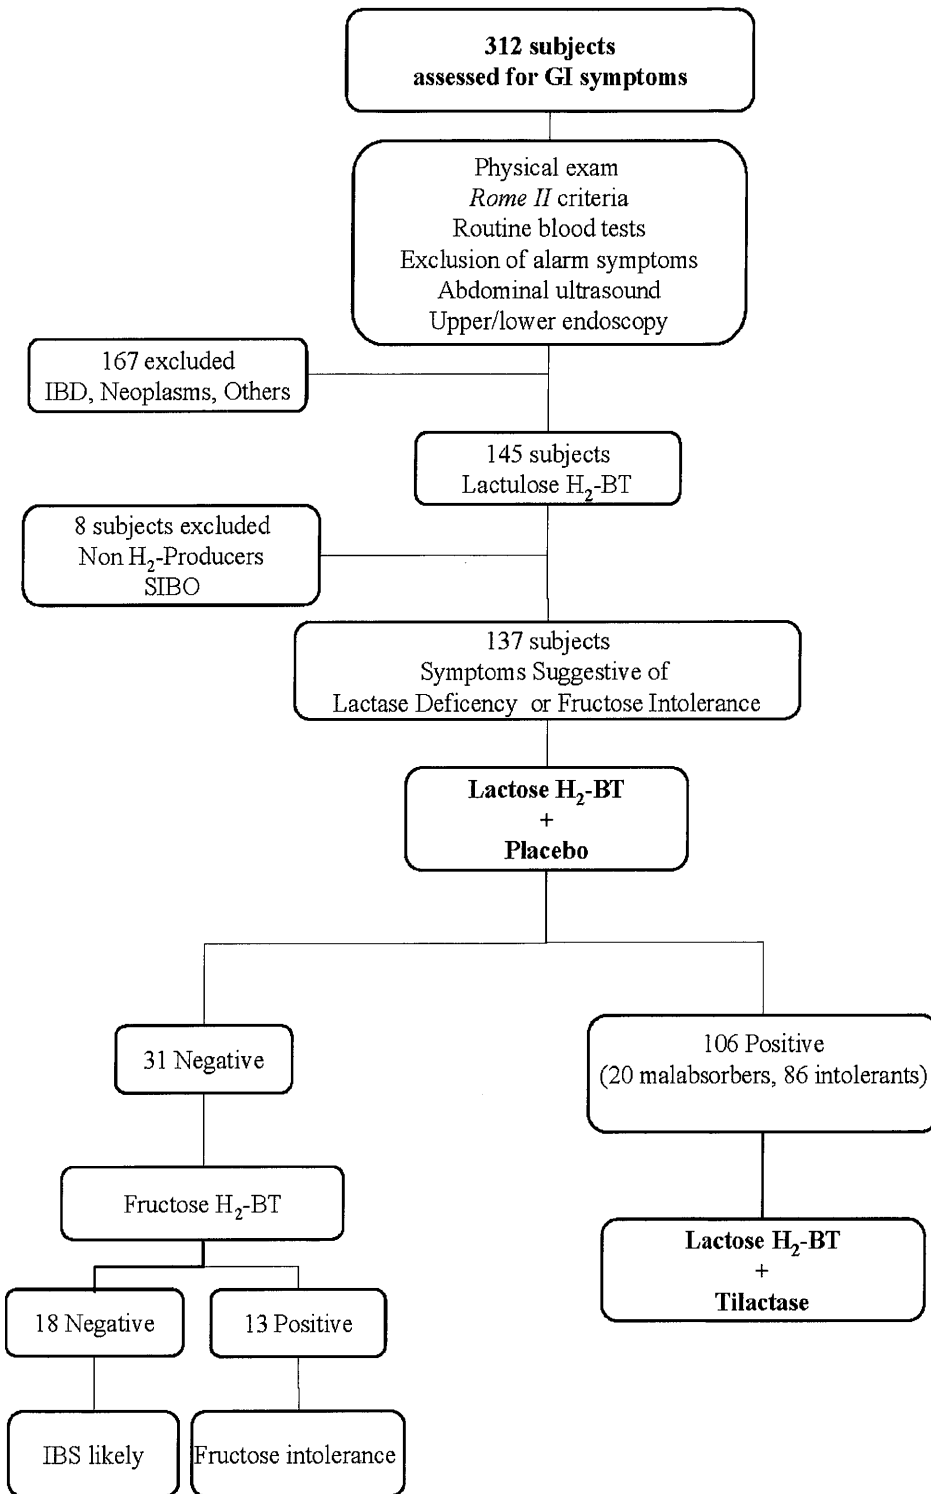 312 subjects
assessed for GI symptoms
Physical exam
Rome II criteria
Routine blood tests
Exclusion of alarm symptoms
Abdominal ultrasound
Upper/lower endoscopy
167 excluded
IBD, Neoplasms, Others
145 subjects
Lactulose H₂-BT
8 subjects excluded
Non H₂-Producers
SIBO
137 subjects
Symptoms Suggestive of
Lactase Deficency or Fructose Intolerance
Lactose H₂-BT
+
Placebo
31 Negative
106 Positive
(20 malabsorbers, 86 intolerants)
Fructose H₂-BT
Lactose H₂-BT
+
Tilactase
18 Negative
13 Positive
IBS likely
Fructose intolerance